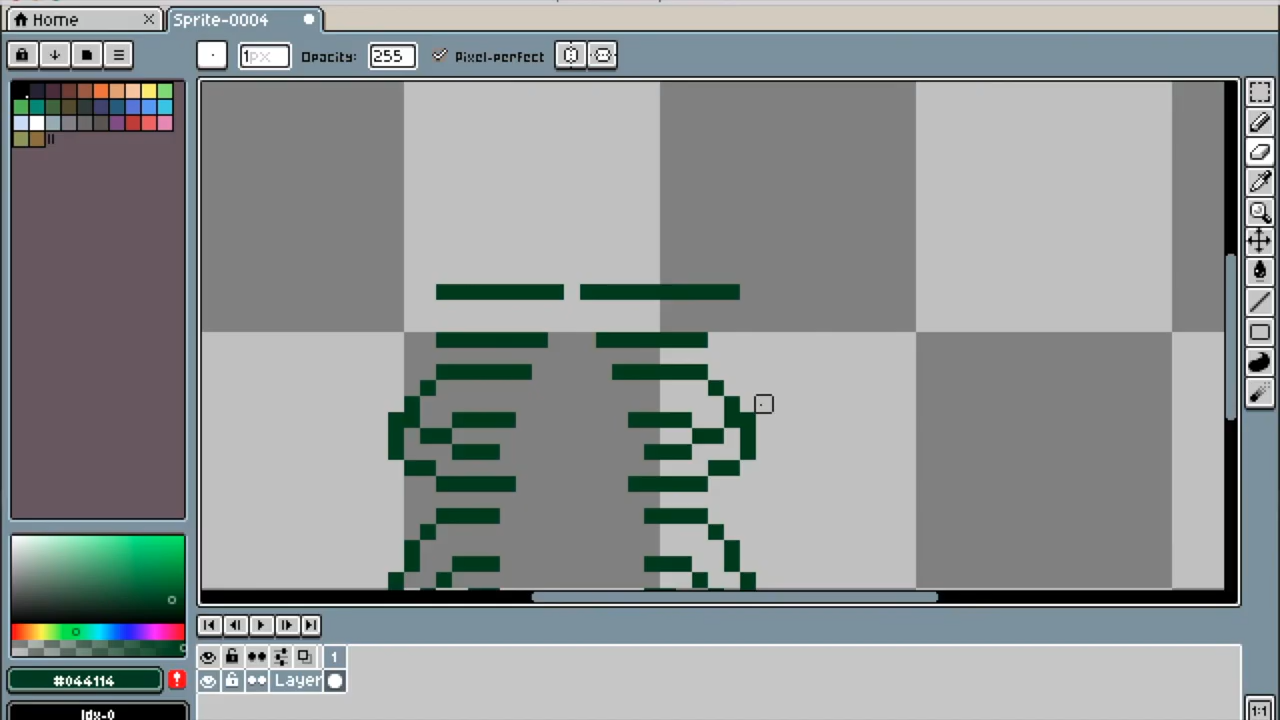 Home
Sprite-0004
1px
Opacity: 255
Pixel-perfect
1
Layer
#044114
Idx-0
1:1